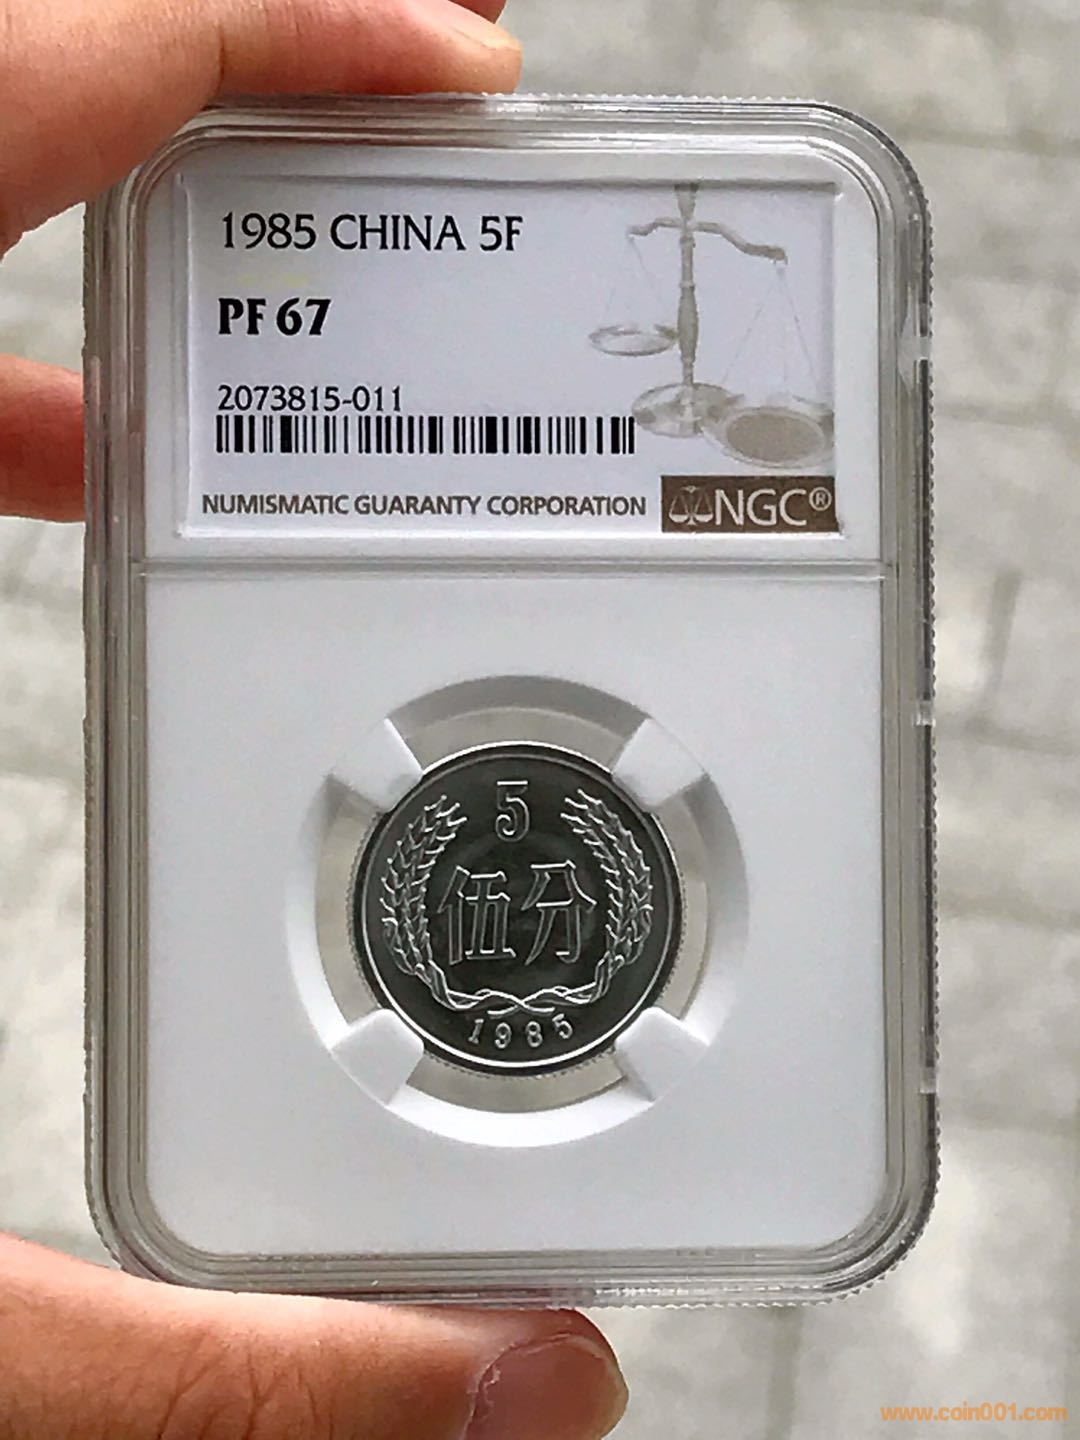 1985 CHINA 5F
PF 67
2073815-011
NUMISMATIC GUARANTY CORPORATION
NGC®
5
伍分
1985
www.coin001.com